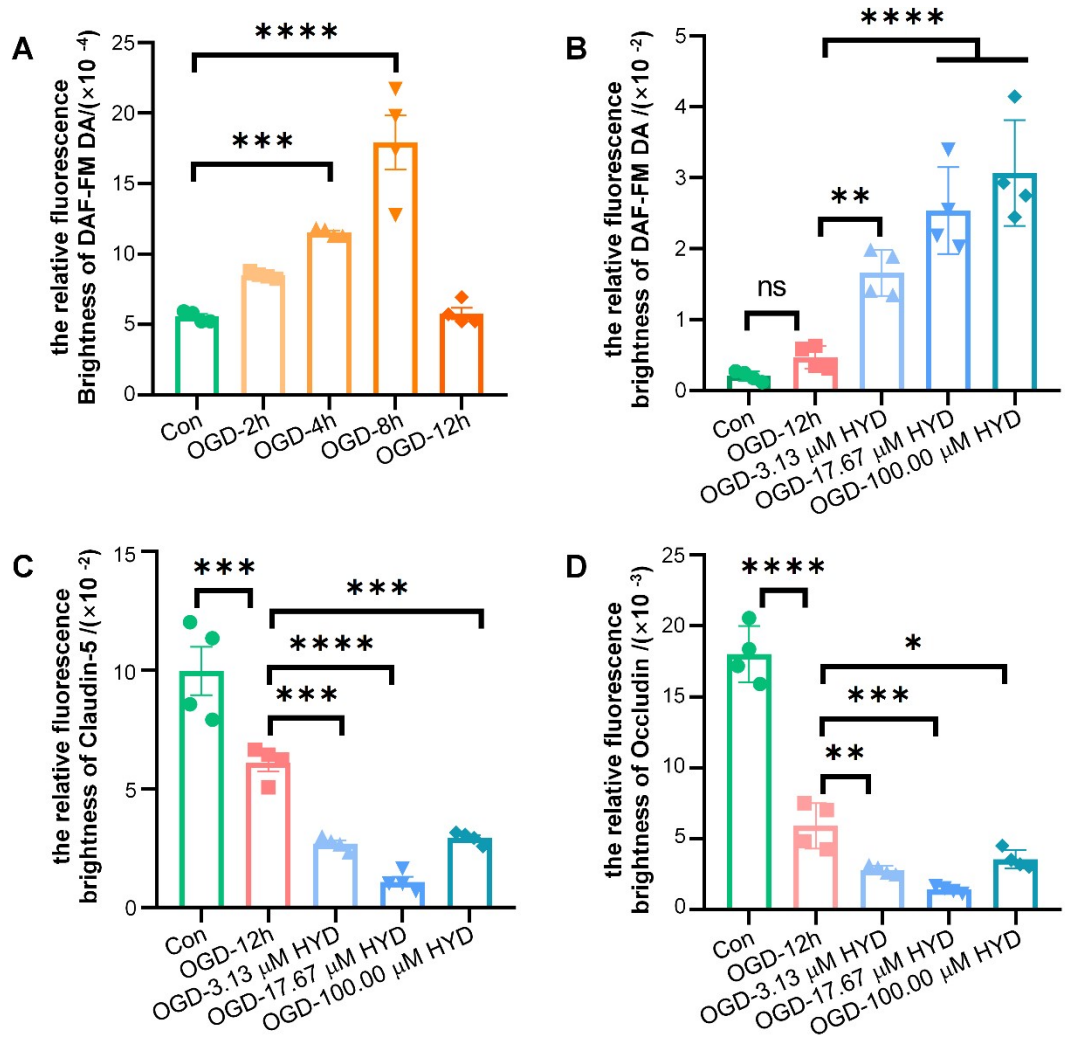 A
the relative fluorescence
Brightness of DAF-FM DA/(×10 -4)
25
20
15
10
5
0
****
***
Con
OGD-2h
OGD-4h
OGD-8h
OGD-12h
B
the relative fluorescence
brightness of DAF-FM DA /(×10 -2)
5
4
3
2
1
0
****
**
ns
Con
OGD-12h
OGD-3.13 μM HYD
OGD-17.67 μM HYD
OGD-100.00 μM HYD
C
the relative fluorescence
brightness of Claudin-5 /(×10 -2)
15
10
5
0
***
***
****
***
Con
OGD-12h
OGD-3.13 μM HYD
OGD-17.67 μM HYD
OGD-100.00 μM HYD
D
the relative fluorescence
brightness of Occludin /(×10 -3)
25
20
15
10
5
0
****
*
***
**
Con
OGD-12h
OGD-3.13 μM HYD
OGD-17.67 μM HYD
OGD-100.00 μM HYD